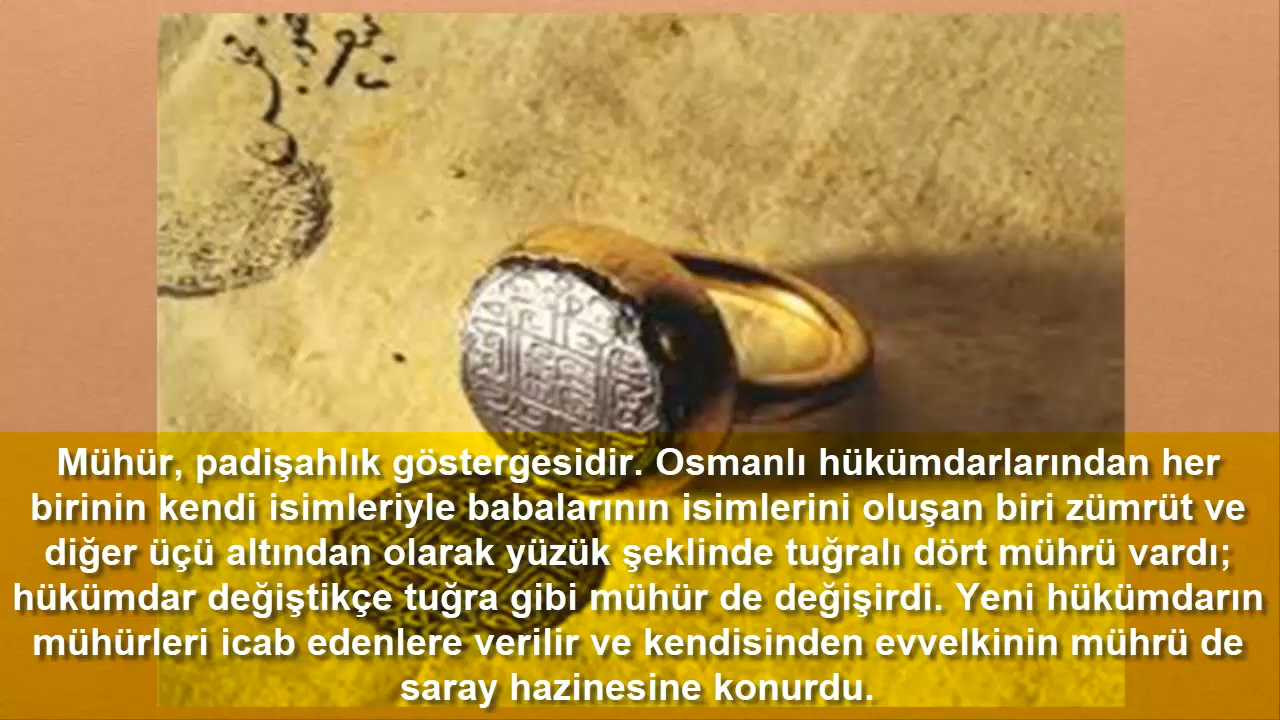 Mühür, padişahlık göstergesidir. Osmanlı hükümdarlarından her
birinin kendi isimleriyle babalarının isimlerini oluşan biri zümrüt ve
diğer üçü altından olarak yüzük şeklinde tuğralı dört mührü vardı;
hükümdar değiştikçe tuğra gibi mühür de değişirdi. Yeni hükümdarın
mühürleri icab edenlere verilir ve kendisinden evvelkinin mührü de
saray hazinesine konurdu.